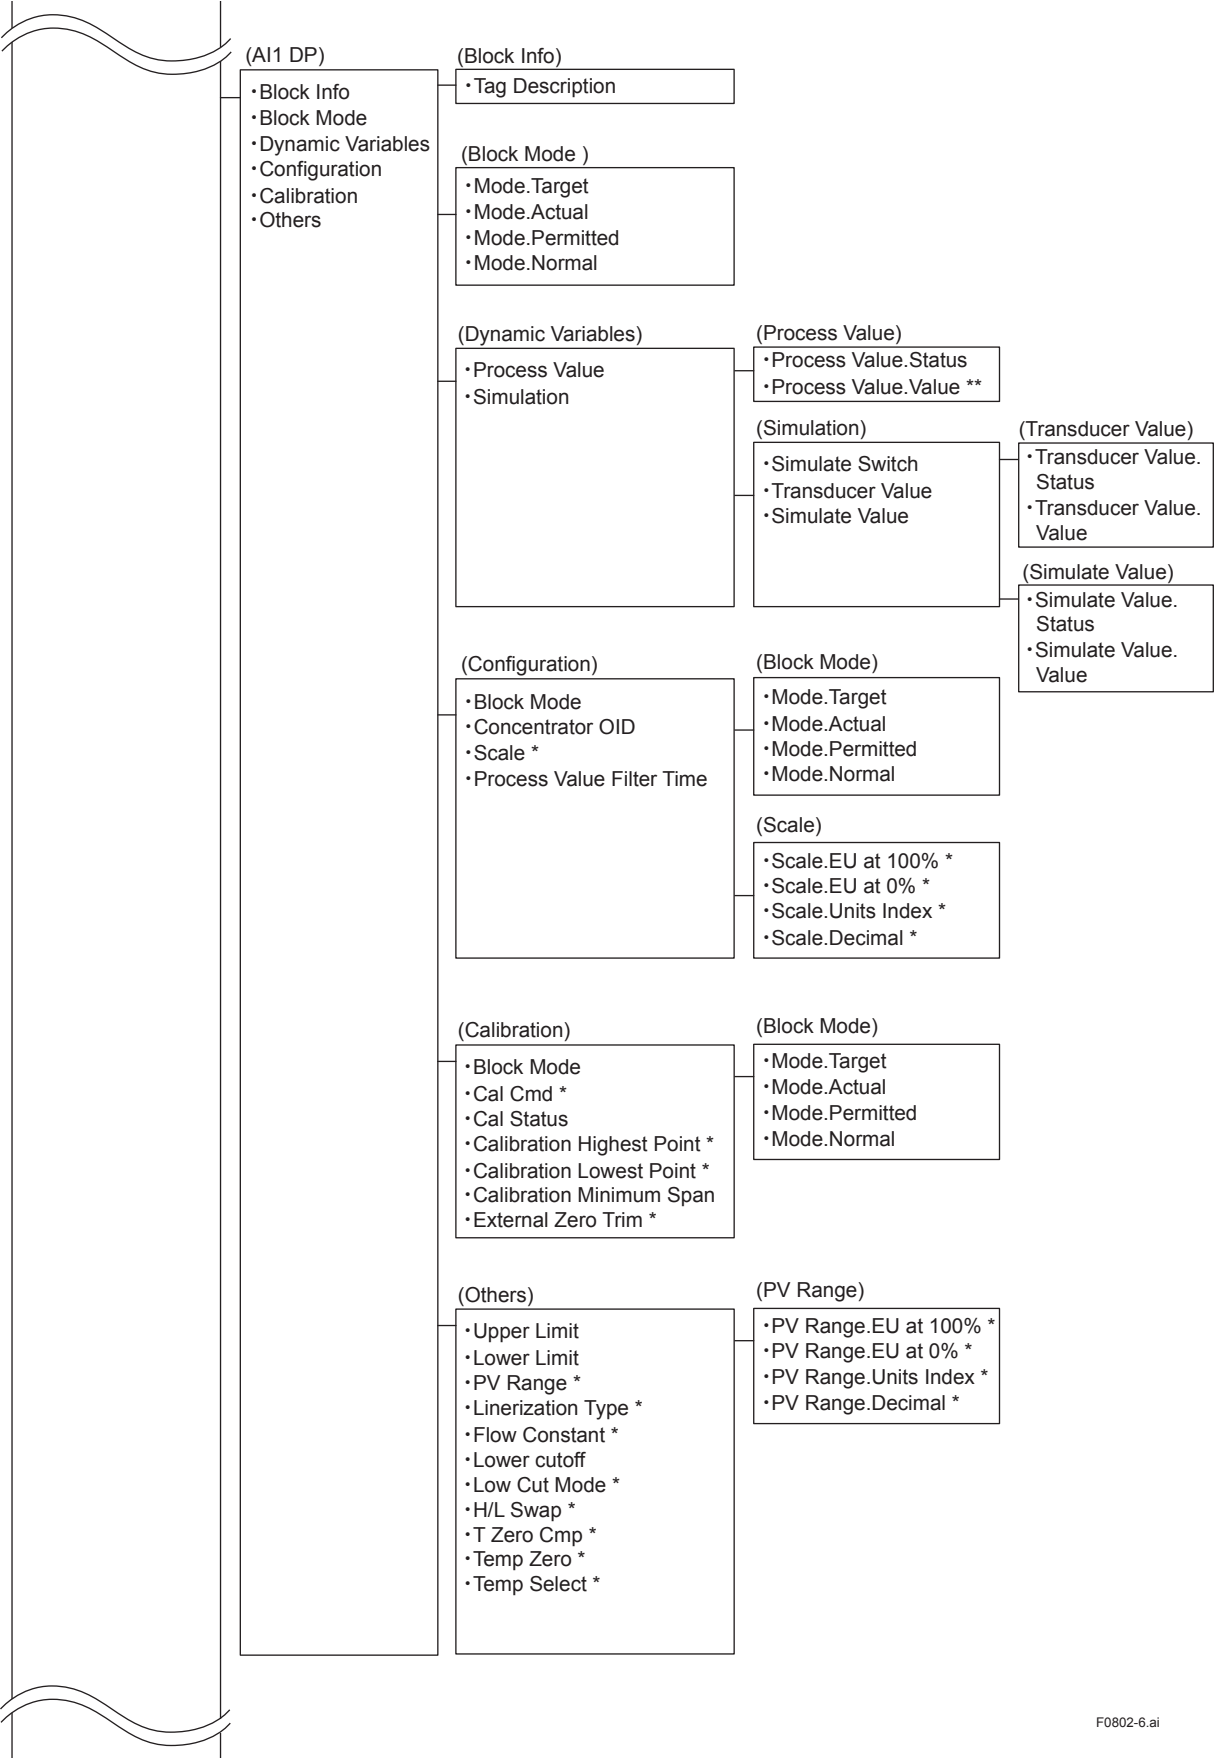 (AI1 DP)
・Block Info
・Block Mode
・Dynamic Variables
・Configuration
・Calibration
・Others
(Block Info)
・Tag Description
(Block Mode )
・Mode.Target
・Mode.Actual
・Mode.Permitted
・Mode.Normal
(Dynamic Variables)
・Process Value
・Simulation
(Process Value)
・Process Value.Status
・Process Value.Value **
(Simulation)
・Simulate Switch
・Transducer Value
・Simulate Value
(Transducer Value)
・Transducer Value.
Status
・Transducer Value.
Value
(Simulate Value)
・Simulate Value.
Status
・Simulate Value.
Value
(Configuration)
・Block Mode
・Concentrator OID
・Scale *
・Process Value Filter Time
(Block Mode)
・Mode.Target
・Mode.Actual
・Mode.Permitted
・Mode.Normal
(Scale)
・Scale.EU at 100% *
・Scale.EU at 0% *
・Scale.Units Index *
・Scale.Decimal *
(Calibration)
・Block Mode
・Cal Cmd *
・Cal Status
・Calibration Highest Point *
・Calibration Lowest Point *
・Calibration Minimum Span
・External Zero Trim *
(Block Mode)
・Mode.Target
・Mode.Actual
・Mode.Permitted
・Mode.Normal
(Others)
・Upper Limit
・Lower Limit
・PV Range *
・Linerization Type *
・Flow Constant *
・Lower cutoff
・Low Cut Mode *
・H/L Swap *
・T Zero Cmp *
・Temp Zero *
・Temp Select *
(PV Range)
・PV Range.EU at 100% *
・PV Range.EU at 0% *
・PV Range.Units Index *
・PV Range.Decimal *
F0802-6.ai